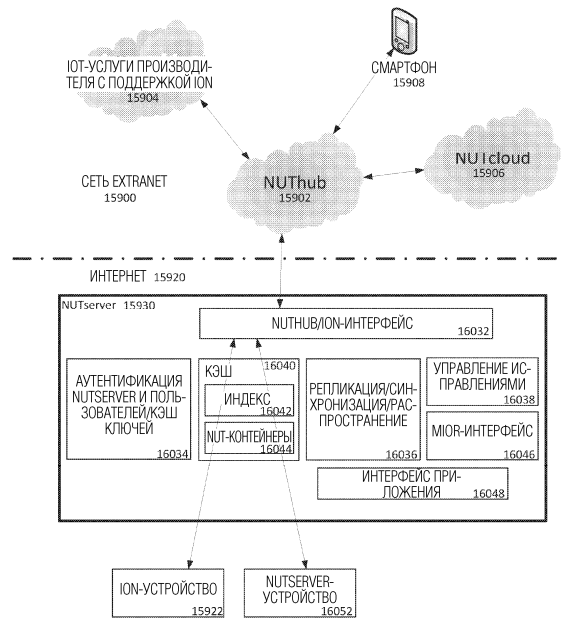 IOT-УСЛУГИ ПРОИЗВОДИ-
ТЕЛЯ С ПОДДЕРЖКОЙ ION
15904
СМАРТФОН
15908
СЕТЬ EXTRANET
15900
NUThub
15902
NUTcloud
15906
ИНТЕРНЕТ 15920
NUTserver 15930
NUTHUB/ION-ИНТЕРФЕЙС
16032
АУТЕНТИФИКАЦИЯ
NUTSERVER И ПОЛЬ-
ЗОВАТЕЛЕЙ/КЭШ
КЛЮЧЕЙ
16034
КЭШ 16040
ИНДЕКС
16042
NUT-КОНТЕЙНЕРЫ
16044
РЕПЛИКАЦИЯ/СИН-
ХРОНИЗАЦИЯ/РАС-
ПРОСТРАНЕНИЕ
16036
УПРАВЛЕНИЕ ИС-
ПРАВЛЕНИЯМИ
16038
MIOR-ИНТЕРФЕЙС
16046
ИНТЕРФЕЙС ПРИ-
ЛОЖЕНИЯ 16048
ION-УСТРОЙСТВО
15922
NUTSERVER-
УСТРОЙСТВО
16052